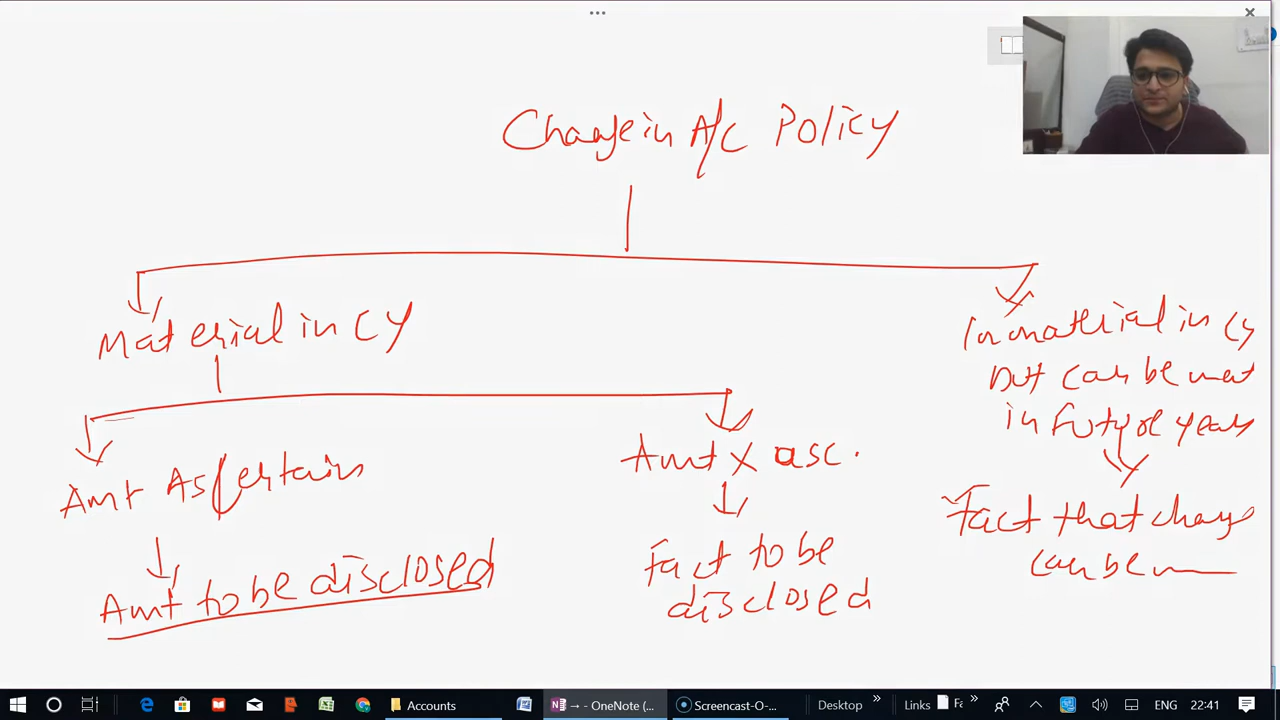 Change in A/C Policy
Material in CY
Immaterial in CY
but can be mat
in Future years
Amt Ascertain
Amt X asc.
Fact that change
can be m
Amt to be disclosed
Fact to be
disclosed
Accounts
→ - OneNote (...
Screencast-O-...
Desktop
»
Links
Fa
»
ENG
22:41